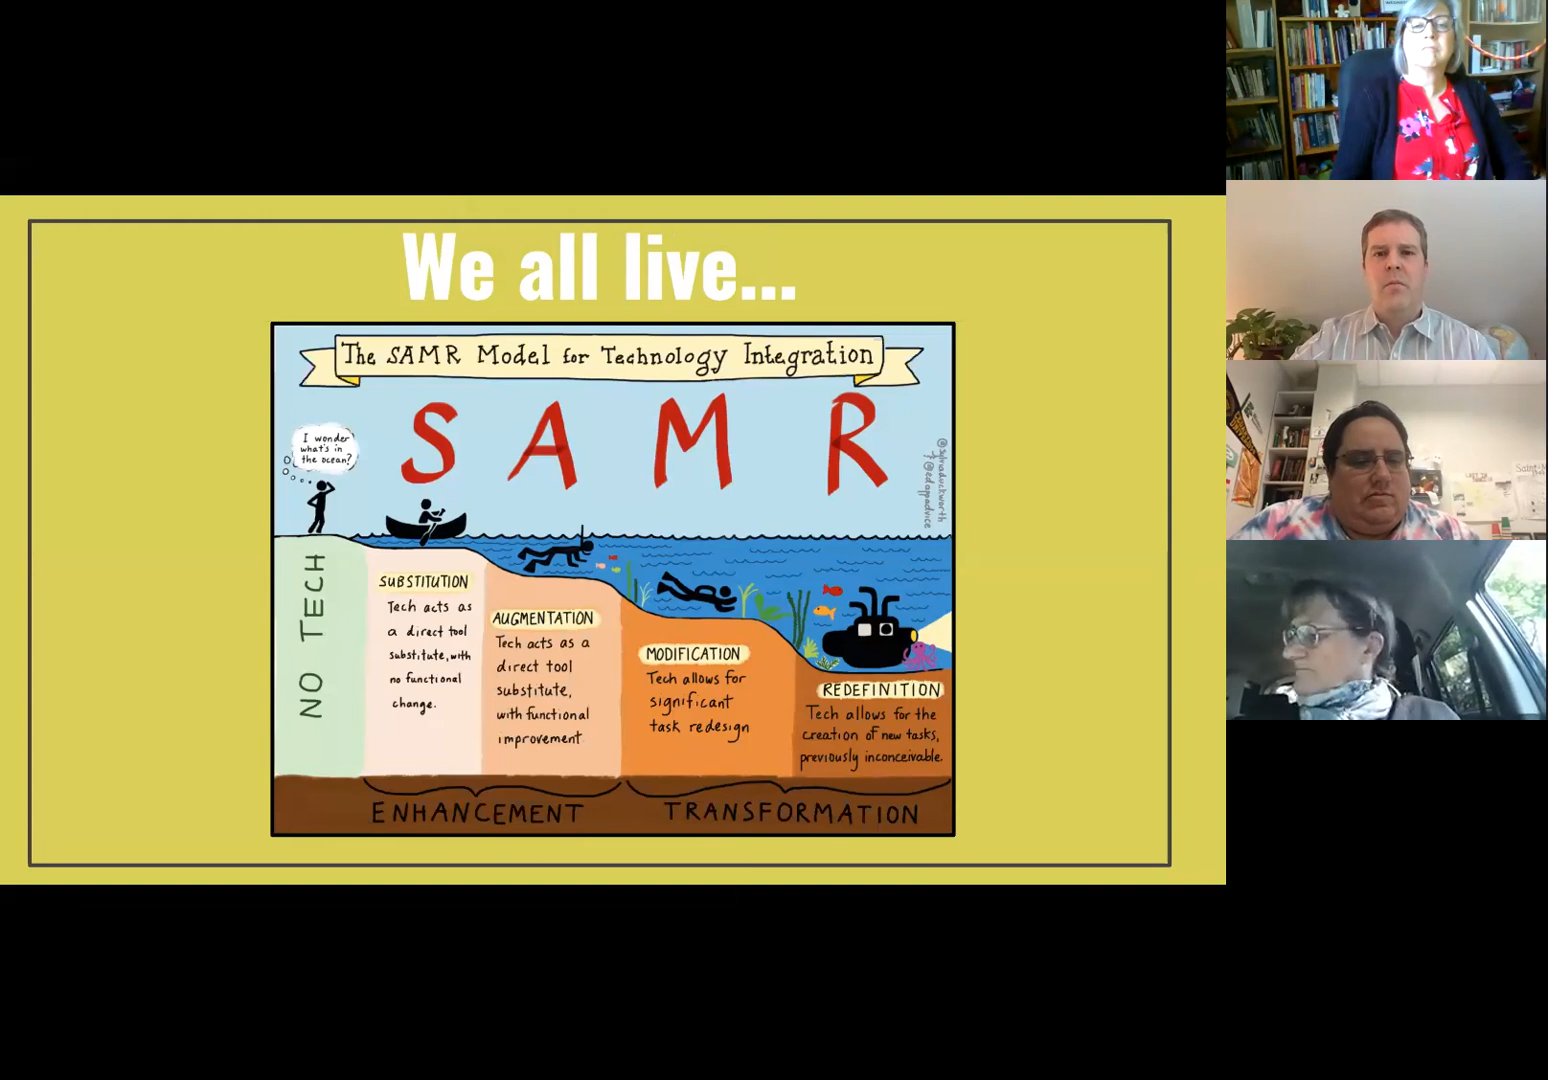 We all live...
The SAMR Model for Technology Integration
S A M R
I wonder
what's in
the ocean?
@sylviaduckworth
@edappadvice
NO TECH
SUBSTITUTION
Tech acts as
a direct tool
substitute, with
no functional
change.
AUGMENTATION
Tech acts as a
direct tool
substitute,
with functional
improvement
MODIFICATION
Tech allows for
significant
task redesign
REDEFINITION
Tech allows for the
creation of new tasks,
previously inconceivable.
ENHANCEMENT
TRANSFORMATION